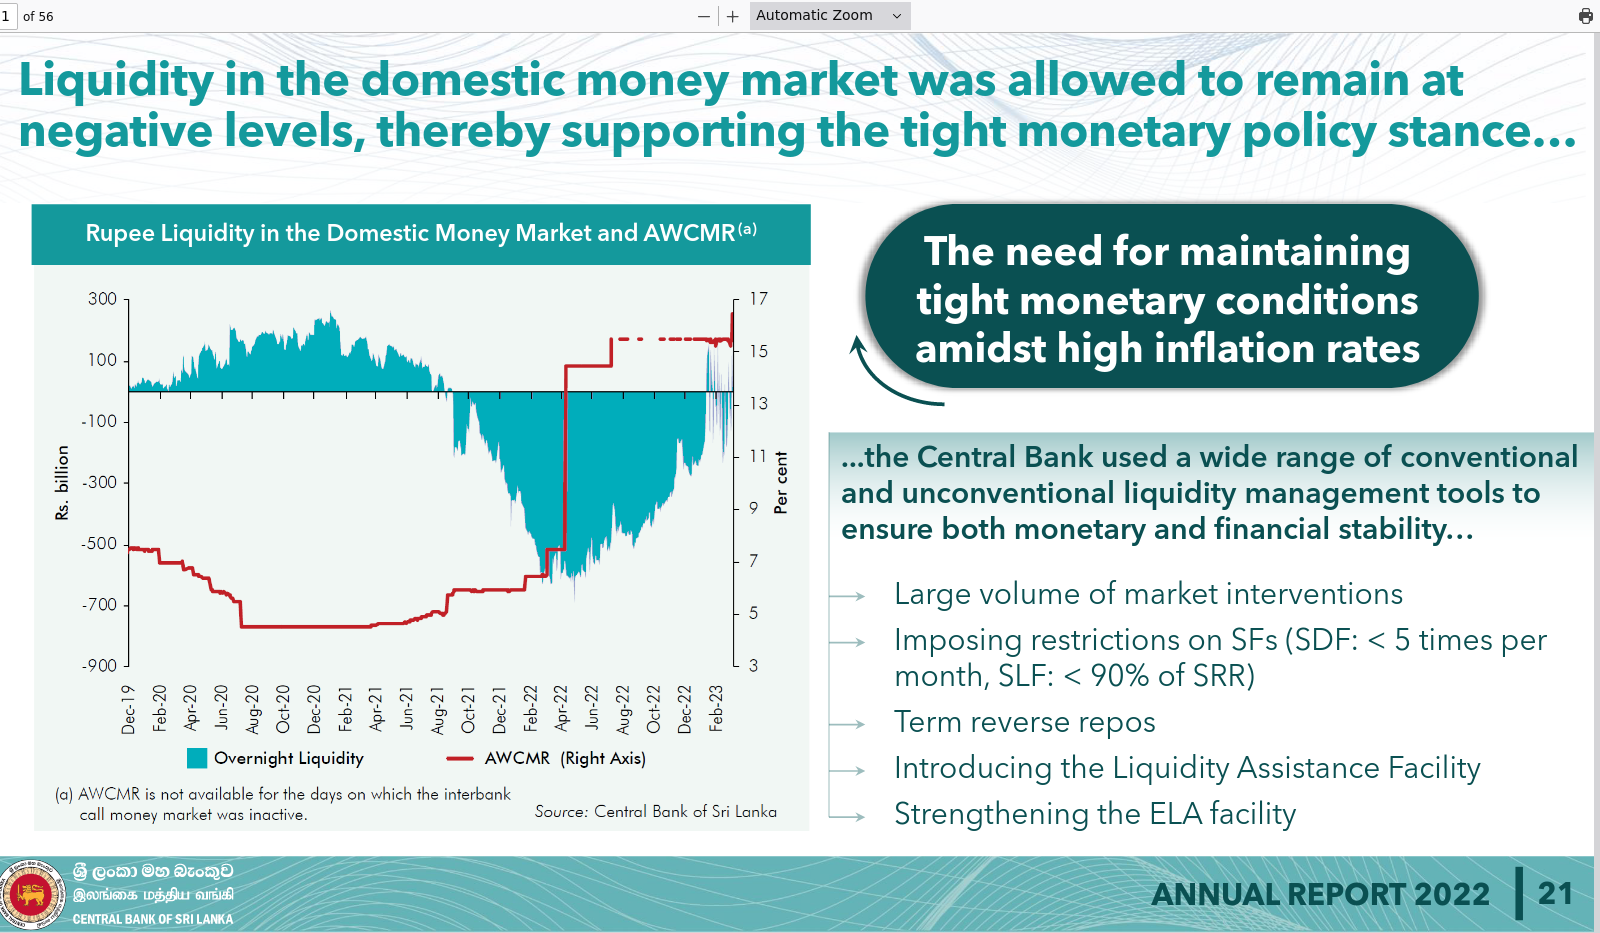 1 of 56
Automatic Zoom
Liquidity in the domestic money market was allowed to remain at
negative levels, thereby supporting the tight monetary policy stance...
Rupee Liquidity in the Domestic Money Market and AWCMR(a)
300
100
-100
-300
-500
-700
-900
Rs. billion
17
15
13
11
9
7
5
3
Per cent
Dec-19
Feb-20
Apr-20
Jun-20
Aug-20
Oct-20
Dec-20
Feb-21
Apr-21
Jun-21
Aug-21
Oct-21
Dec-21
Feb-22
Apr-22
Jun-22
Aug-22
Oct-22
Dec-22
Feb-23
Overnight Liquidity
AWCMR (Right Axis)
(a) AWCMR is not available for the days on which the interbank
call money market was inactive.
Source: Central Bank of Sri Lanka
The need for maintaining
tight monetary conditions
amidst high inflation rates
...the Central Bank used a wide range of conventional
and unconventional liquidity management tools to
ensure both monetary and financial stability...
Large volume of market interventions
Imposing restrictions on SFs (SDF: < 5 times per
month, SLF: < 90% of SRR)
Term reverse repos
Introducing the Liquidity Assistance Facility
Strengthening the ELA facility
ශ්‍රී ලංකා මහ බැංකුව
இலங்கை மத்திய வங்கி
CENTRAL BANK OF SRI LANKA
ANNUAL REPORT 2022
21